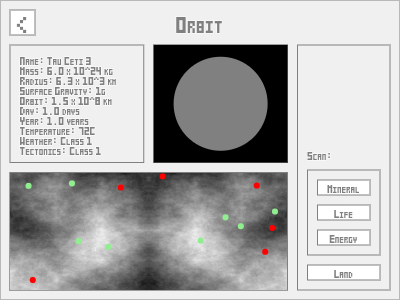 Orbit
Name: Tau Ceti 3
Mass: 6.0 x 10^24 kg
Radius: 6.3 x 10^3 km
Surface Gravity: 1G
Orbit: 1.5 x 10^8 km
Day: 1.0 days
Year: 1.0 years
Temperature: 72C
Weather: Class 1
Tectonics: Class 1
Scan:
Mineral
Life
Energy
Land